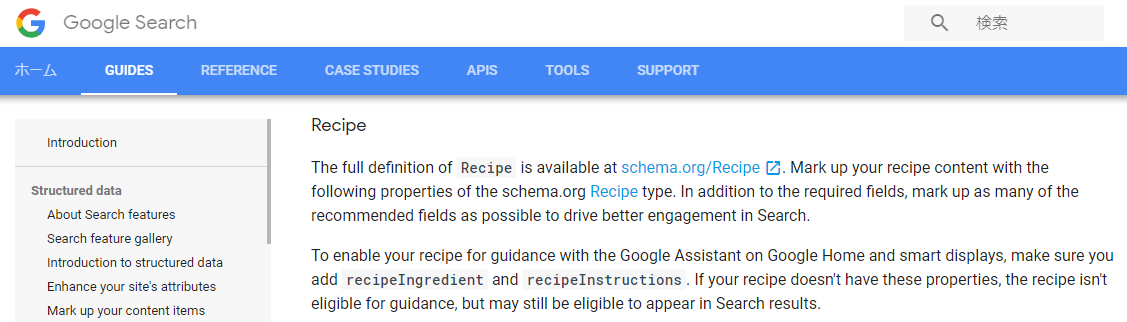 Google Search
検索
ホーム GUIDES REFERENCE CASE STUDIES APIS TOOLS SUPPORT
Introduction
Structured data
About Search features
Search feature gallery
Introduction to structured data
Enhance your site's attributes
Mark up your content items
Recipe
The full definition of Recipe is available at schema.org/Recipe. Mark up your recipe content with the
following properties of the schema.org Recipe type. In addition to the required fields, mark up as many of the
recommended fields as possible to drive better engagement in Search.
To enable your recipe for guidance with the Google Assistant on Google Home and smart displays, make sure you
add recipeIngredient and recipeInstructions. If your recipe doesn't have these properties, the recipe isn't
eligible for guidance, but may still be eligible to appear in Search results.